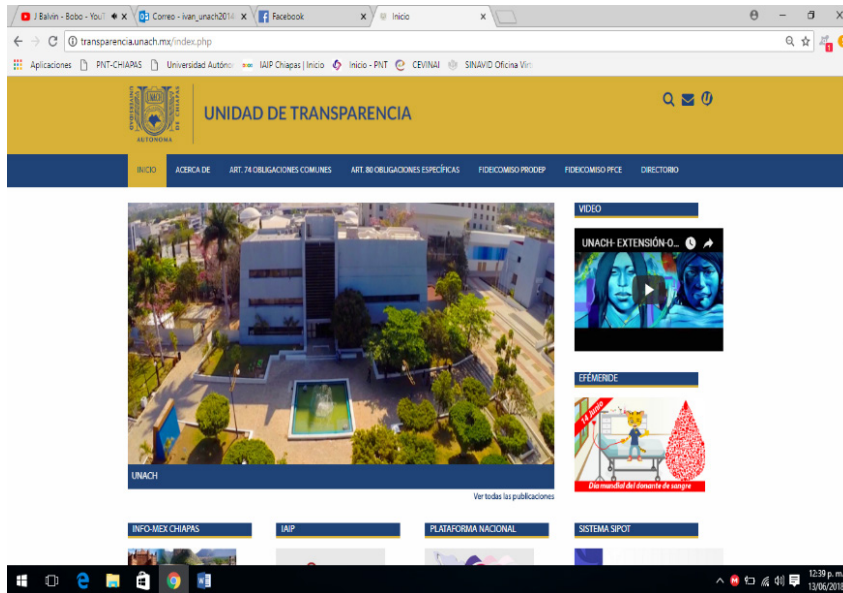 J Balvin - Bobo - YouT
Correo - ivan_unach2014
Facebook
Inicio
transparencia.unach.mx/index.php
Aplicaciones
PNT-CHIAPAS
Universidad Autóno
IAIP Chiapas | Inicio
Inicio - PNT
CEVINAI
SINAVID Oficina Virt
AUTONOMA
UNIDAD DE TRANSPARENCIA
INICIO
ACERCA DE
ART. 74 OBLIGACIONES COMUNES
ART. 80 OBLIGACIONES ESPECÍFICAS
FIDEICOMISO PRODEP
FIDEICOMISO PFCE
DIRECTORIO
VIDEO
UNACH- EXTENSIÓN-O...
EFÉMERIDE
14 Junio
Día mundial del donante de sangre
UNACH
Ver todas las publicaciones
INFO-MEX CHIAPAS
IAIP
PLATAFORMA NACIONAL
SISTEMA SIPOT
12:39 p. m.
13/06/2018